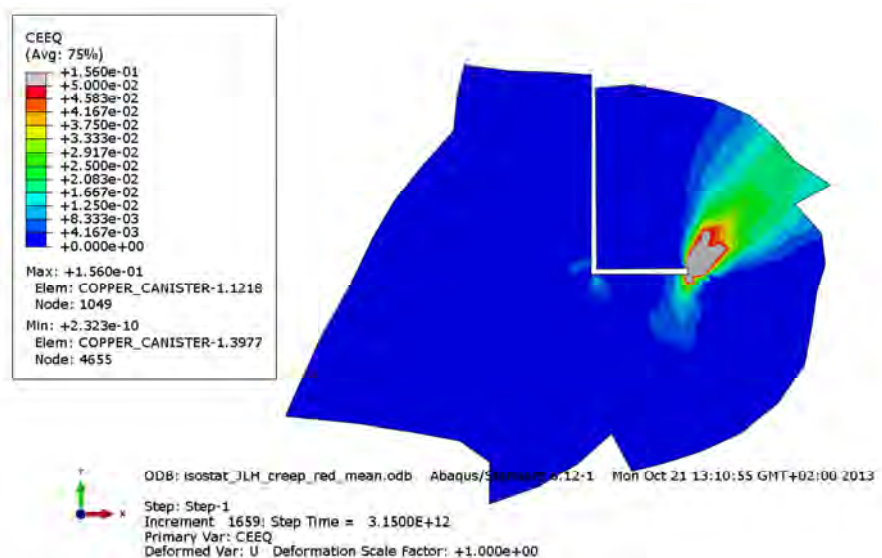 CEEQ
(Avg: 75%)
+1.560e-01
+5.000e-02
+4.583e-02
+4.167e-02
+3.750e-02
+3.333e-02
+2.917e-02
+2.500e-02
+2.083e-02
+1.667e-02
+1.250e-02
+8.333e-03
+4.167e-03
+0.000e+00
Max: +1.560e-01
Elem: COPPER_CANISTER-1.1218
Node: 1049
Min: +2.323e-10
Elem: COPPER_CANISTER-1.3977
Node: 4655
Y
X
ODB: isostat_JLH_creep_red_mean.odb Abaqus/ 6.12-1 Mon Oct 21 13:10:55 GMT+02:00 2013
Step: Step-1
Increment 1659: Step Time = 3.1500E+12
Primary Var: CEEQ
Deformed Var: U Deformation Scale Factor: +1.000e+00